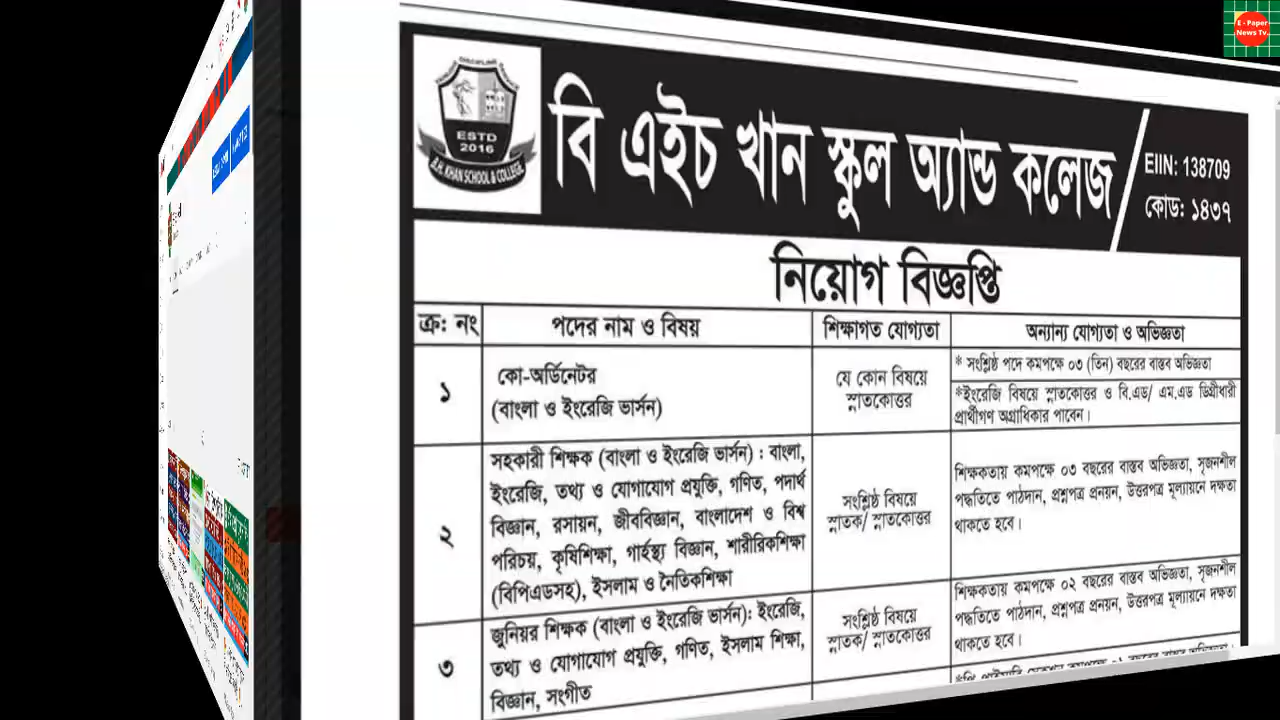 E - Paper
News Tv
ESTD
2016
B.H. KHAN SCHOOL & COLLEGE
বি এইচ খান স্কুল অ্যান্ড কলেজ
EIIN: 138709
কোড: ১৪৩৭
নিয়োগ বিজ্ঞপ্তি
ক্র: নং
পদের নাম ও বিষয়
শিক্ষাগত যোগ্যতা
অন্যান্য যোগ্যতা ও অভিজ্ঞতা
১
কো-অর্ডিনেটর
(বাংলা ও ইংরেজি ভার্সন)
যে কোন বিষয়ে
স্নাতকোত্তর
* সংশ্লিষ্ঠ পদে কমপক্ষে ০৩ (তিন) বছরের বাস্তব অভিজ্ঞতা
*ইংরেজি বিষয়ে স্নাতকোত্তর ও বি.এড/ এম.এড ডিগ্রীধারী
প্রার্থীগণ অগ্রাধিকার পাবেন।
২
সহকারী শিক্ষক (বাংলা ও ইংরেজি ভার্সন) : বাংলা,
ইংরেজি, তথ্য ও যোগাযোগ প্রযুক্তি, গণিত, পদার্থ
বিজ্ঞান, রসায়ন, জীববিজ্ঞান, বাংলাদেশ ও বিশ্ব
পরিচয়, কৃষিশিক্ষা, গার্হস্থ্য বিজ্ঞান, শারীরিকশিক্ষা
(বিপিএডসহ), ইসলাম ও নৈতিকশিক্ষা
সংশ্লিষ্ঠ বিষয়ে
স্নাতক/ স্নাতকোত্তর
শিক্ষকতায় কমপক্ষে ০৩ বছরের বাস্তব অভিজ্ঞতা, সৃজনশীল
পদ্ধতিতে পাঠদান, প্রশ্নপত্র প্রনয়ন, উত্তরপত্র মূল্যায়নে দক্ষতা
থাকতে হবে।
৩
জুনিয়র শিক্ষক (বাংলা ও ইংরেজি ভার্সন): ইংরেজি,
তথ্য ও যোগাযোগ প্রযুক্তি, গণিত, ইসলাম শিক্ষা,
বিজ্ঞান, সংগীত
সংশ্লিষ্ঠ বিষয়ে
স্নাতক/ স্নাতকোত্তর
শিক্ষকতায় কমপক্ষে ০২ বছরের বাস্তব অভিজ্ঞতা, সৃজনশীল
পদ্ধতিতে পাঠদান, প্রশ্নপত্র প্রনয়ন, উত্তরপত্র মূল্যায়নে দক্ষতা
থাকতে হবে।